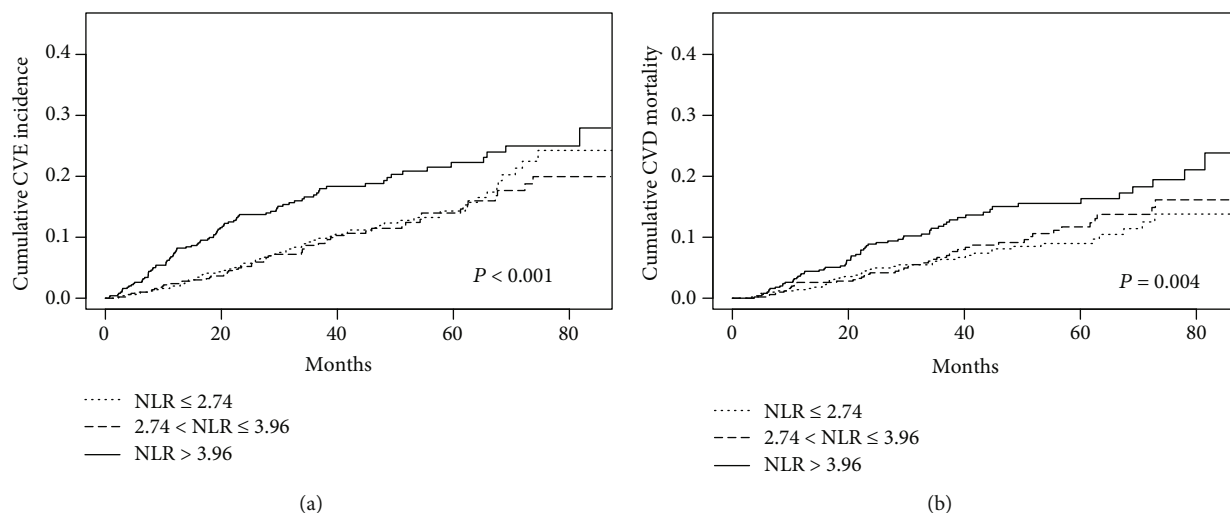 Cumulative CVE incidence
0.4
0.3
0.2
0.1
0.0
P < 0.001
0 20 40 60 80
Months
NLR ≤ 2.74
2.74 < NLR ≤ 3.96
NLR > 3.96
(a)
Cumulative CVD mortality
0.4
0.3
0.2
0.1
0.0
P = 0.004
0 20 40 60 80
Months
NLR ≤ 2.74
2.74 < NLR ≤ 3.96
NLR > 3.96
(b)